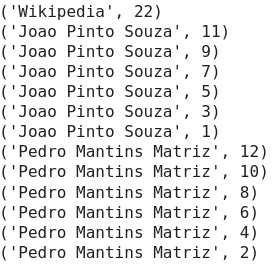 ('Wikipedia', 22)
('Joao Pinto Souza', 11)
('Joao Pinto Souza', 9)
('Joao Pinto Souza', 7)
('Joao Pinto Souza', 5)
('Joao Pinto Souza', 3)
('Joao Pinto Souza', 1)
('Pedro Mantins Matriz', 12)
('Pedro Mantins Matriz', 10)
('Pedro Mantins Matriz', 8)
('Pedro Mantins Matriz', 6)
('Pedro Mantins Matriz', 4)
('Pedro Mantins Matriz', 2)